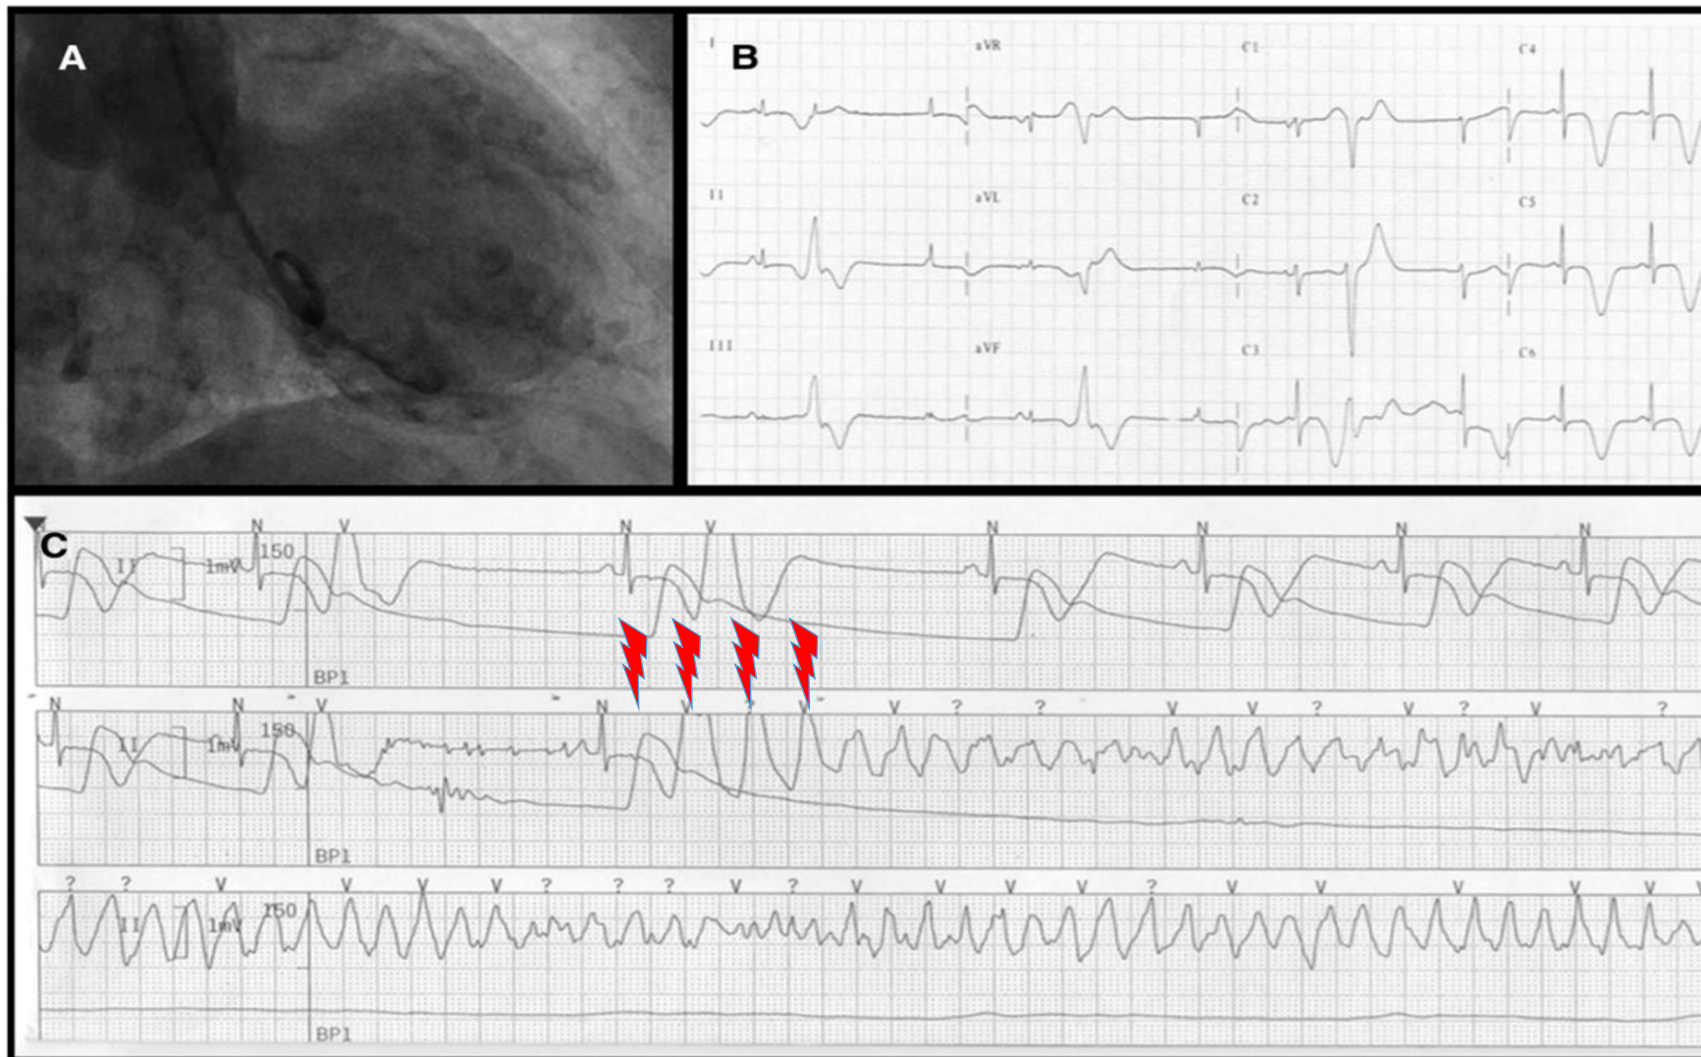 A
B
I
aVR
C1
C4
II
aVL
C2
C5
III
aVF
C3
C6
C
N V N V N N N N
II 1mV 150
BP1
N N V N V ? V V ? ? V V ? V ? V ?
II 1mV 150
BP1
? ? V V V V ? ? ? V ? V V V V ? V V V V V
II 1mV 150
BP1